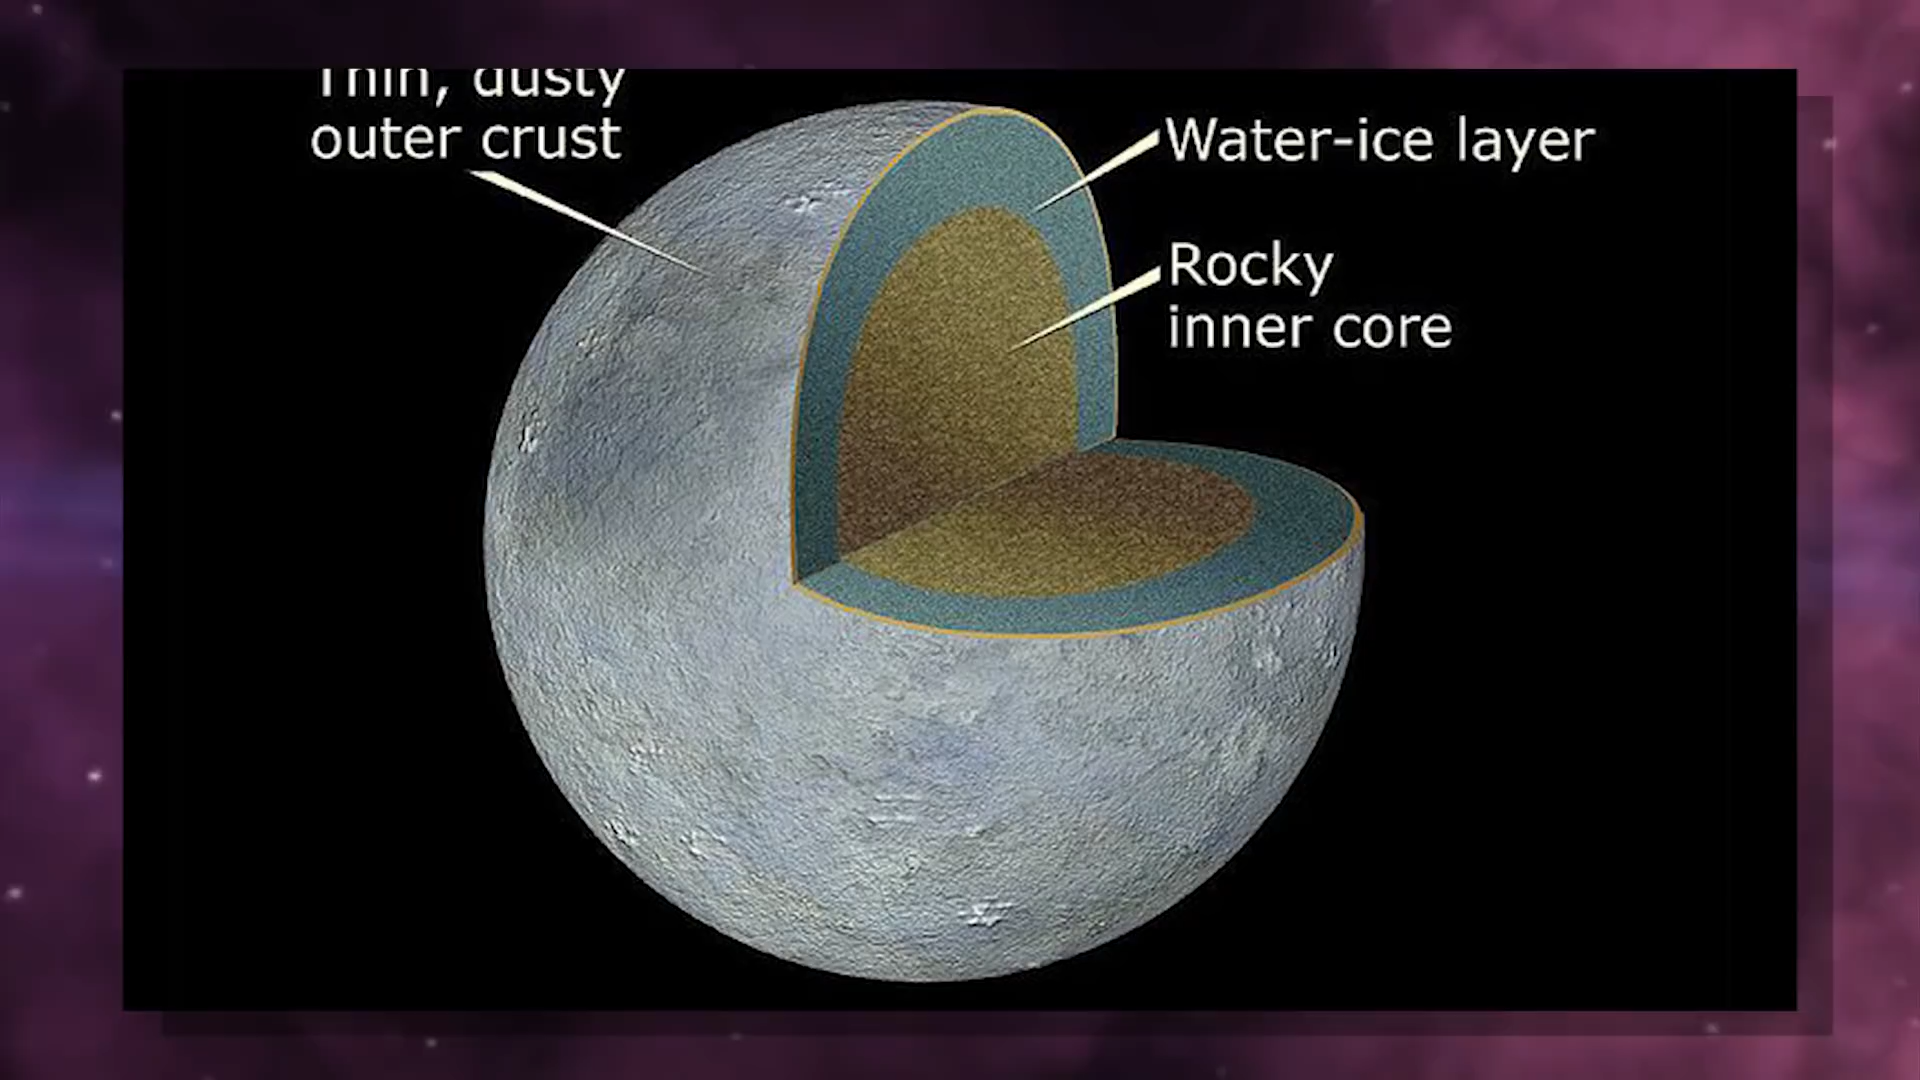 Thin, dusty
outer crust
Water-ice layer
Rocky
inner core